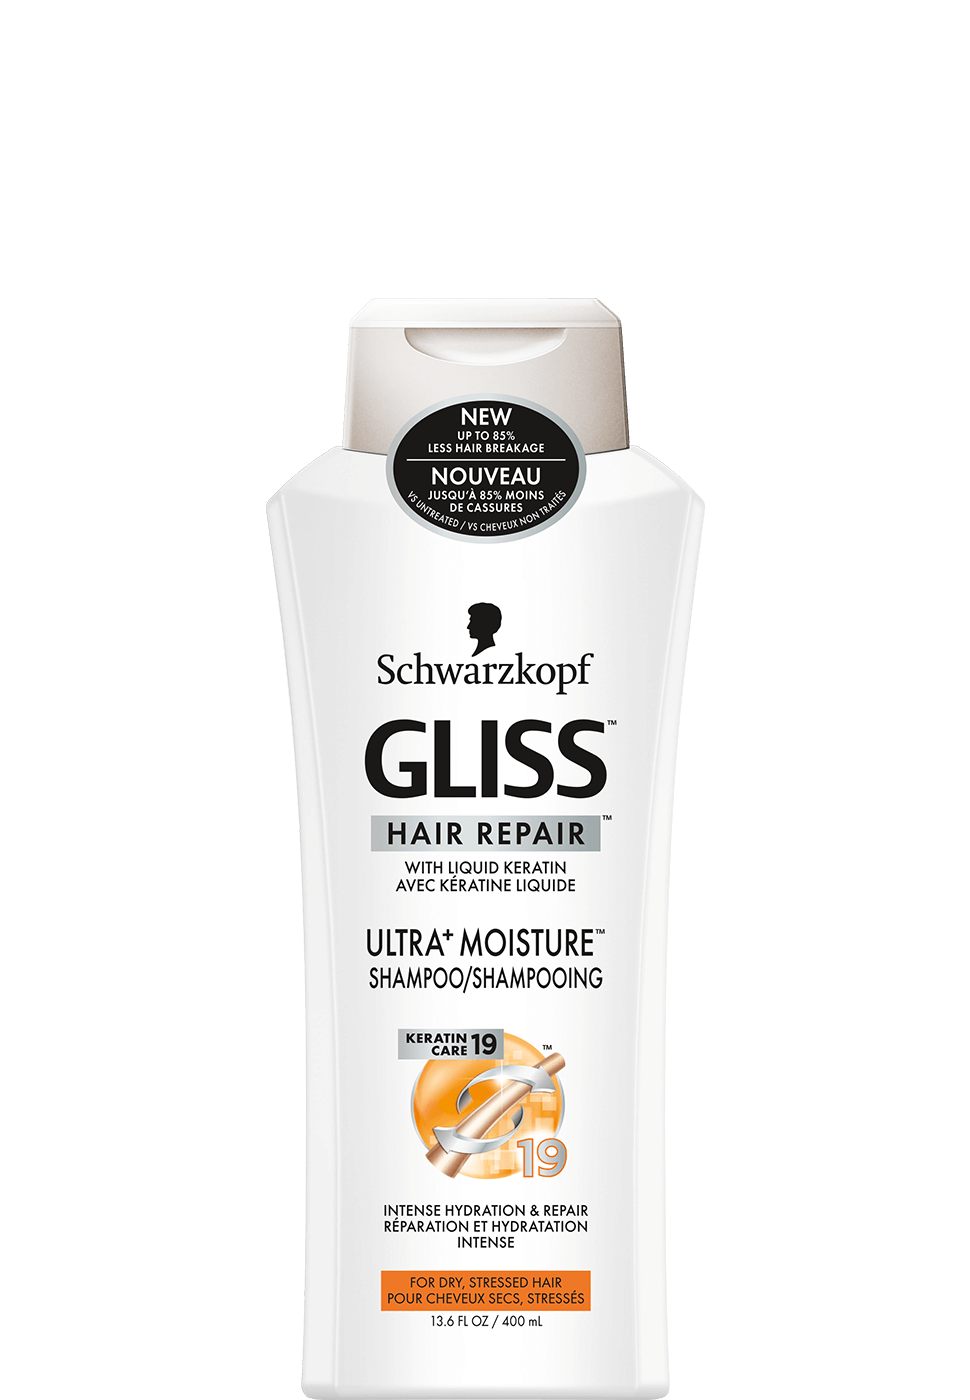 NEW
UP TO 85%
LESS HAIR BREAKAGE
NOUVEAU
JUSQU'À 85% MOINS
DE CASSURES
VS UNTREATED / VS CHEVEUX NON TRAITÉS
Schwarzkopf
GLISS™
HAIR REPAIR™
WITH LIQUID KERATIN
AVEC KÉRATINE LIQUIDE
ULTRA⁺ MOISTURE™
SHAMPOO/SHAMPOOING
KERATIN
CARE 19
™
19
INTENSE HYDRATION & REPAIR
RÉPARATION ET HYDRATATION
INTENSE
FOR DRY, STRESSED HAIR
POUR CHEVEUX SECS, STRESSÉS
13.6 FL OZ / 400 mL